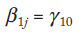 β₁ⱼ = γ₁₀